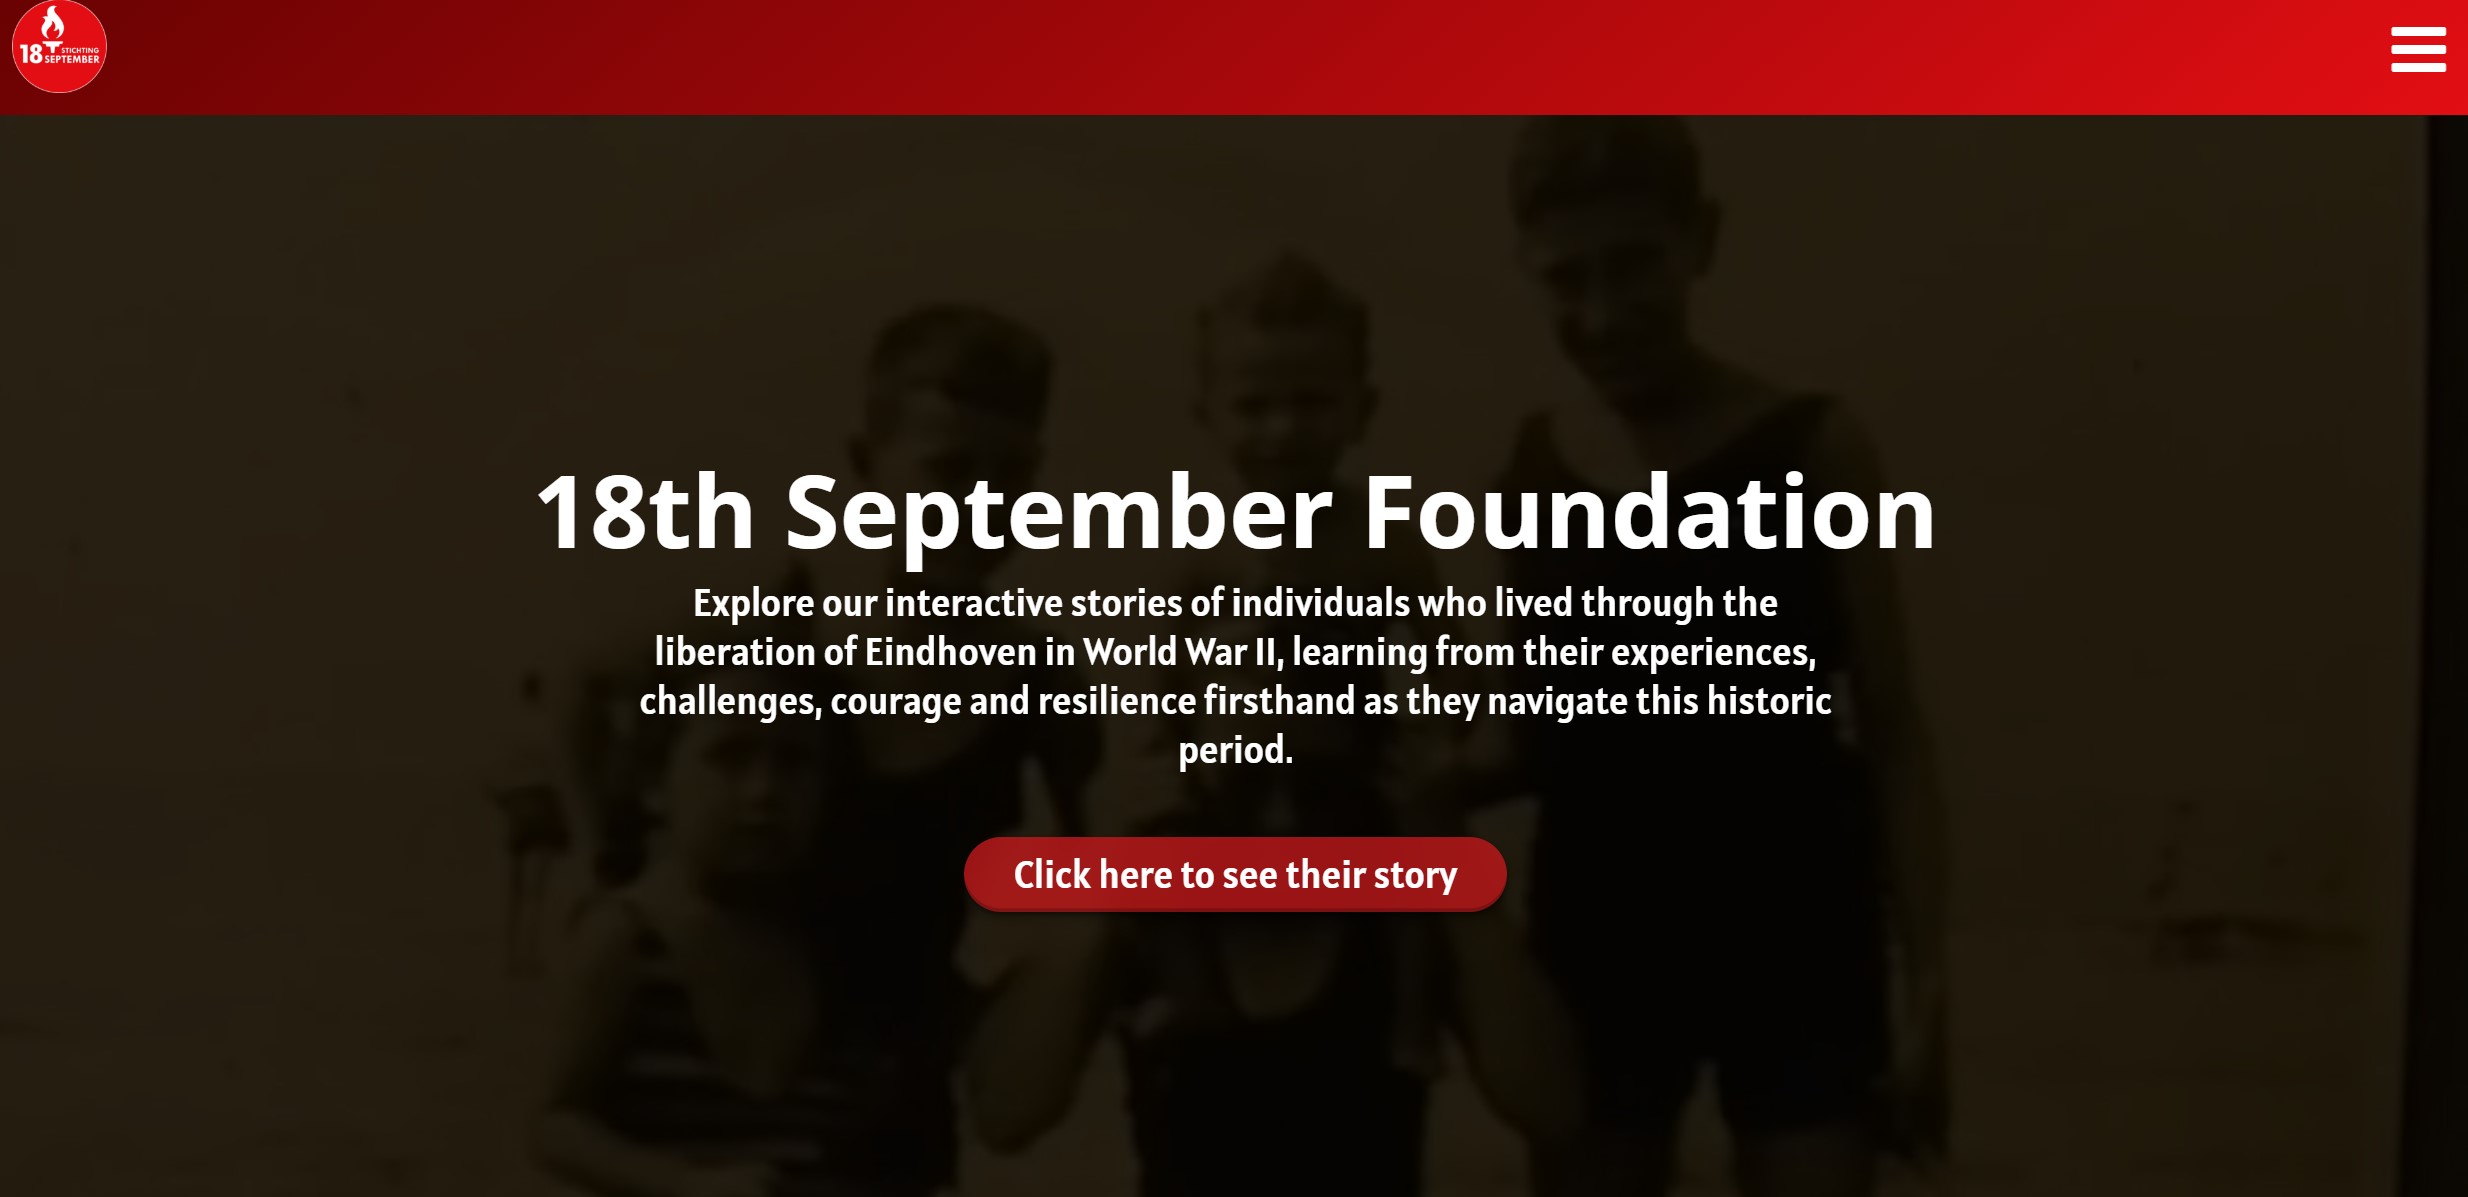 18 STICHTING
SEPTEMBER
18th September Foundation
Explore our interactive stories of individuals who lived through the
liberation of Eindhoven in World War II, learning from their experiences,
challenges, courage and resilience firsthand as they navigate this historic
period.
Click here to see their story